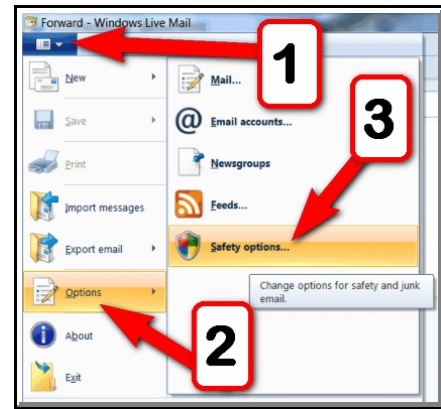 Forward - Windows Live Mail
1
New
Save
Print
Import messages
Export email
Options
About
Exit
Mail...
@ Email accounts...
Newsgroups
Feeds...
Safety options...
Change options for safety and junk
email.
3
2